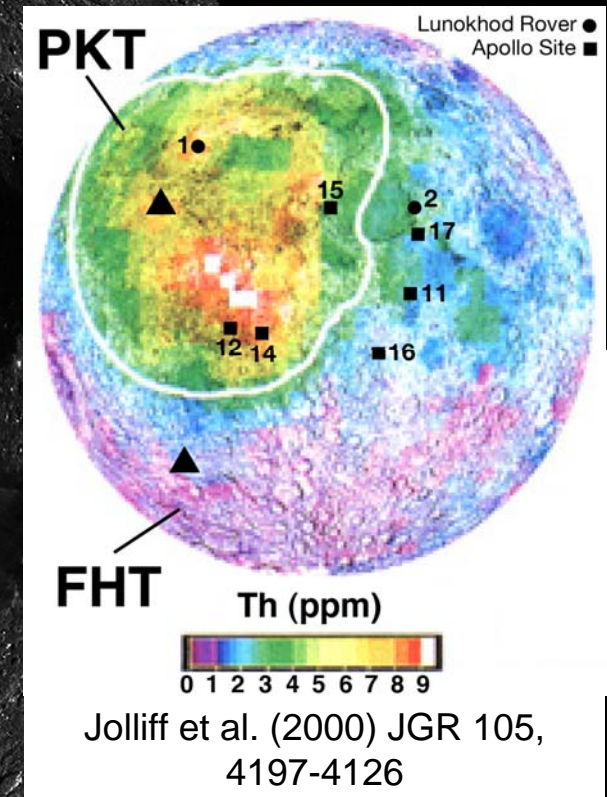 Lunokhod Rover ●
Apollo Site ■
PKT
1
15
2
17
11
12
14
16
FHT
Th (ppm)
0 1 2 3 4 5 6 7 8 9
Jolliff et al. (2000) JGR 105,
4197-4126